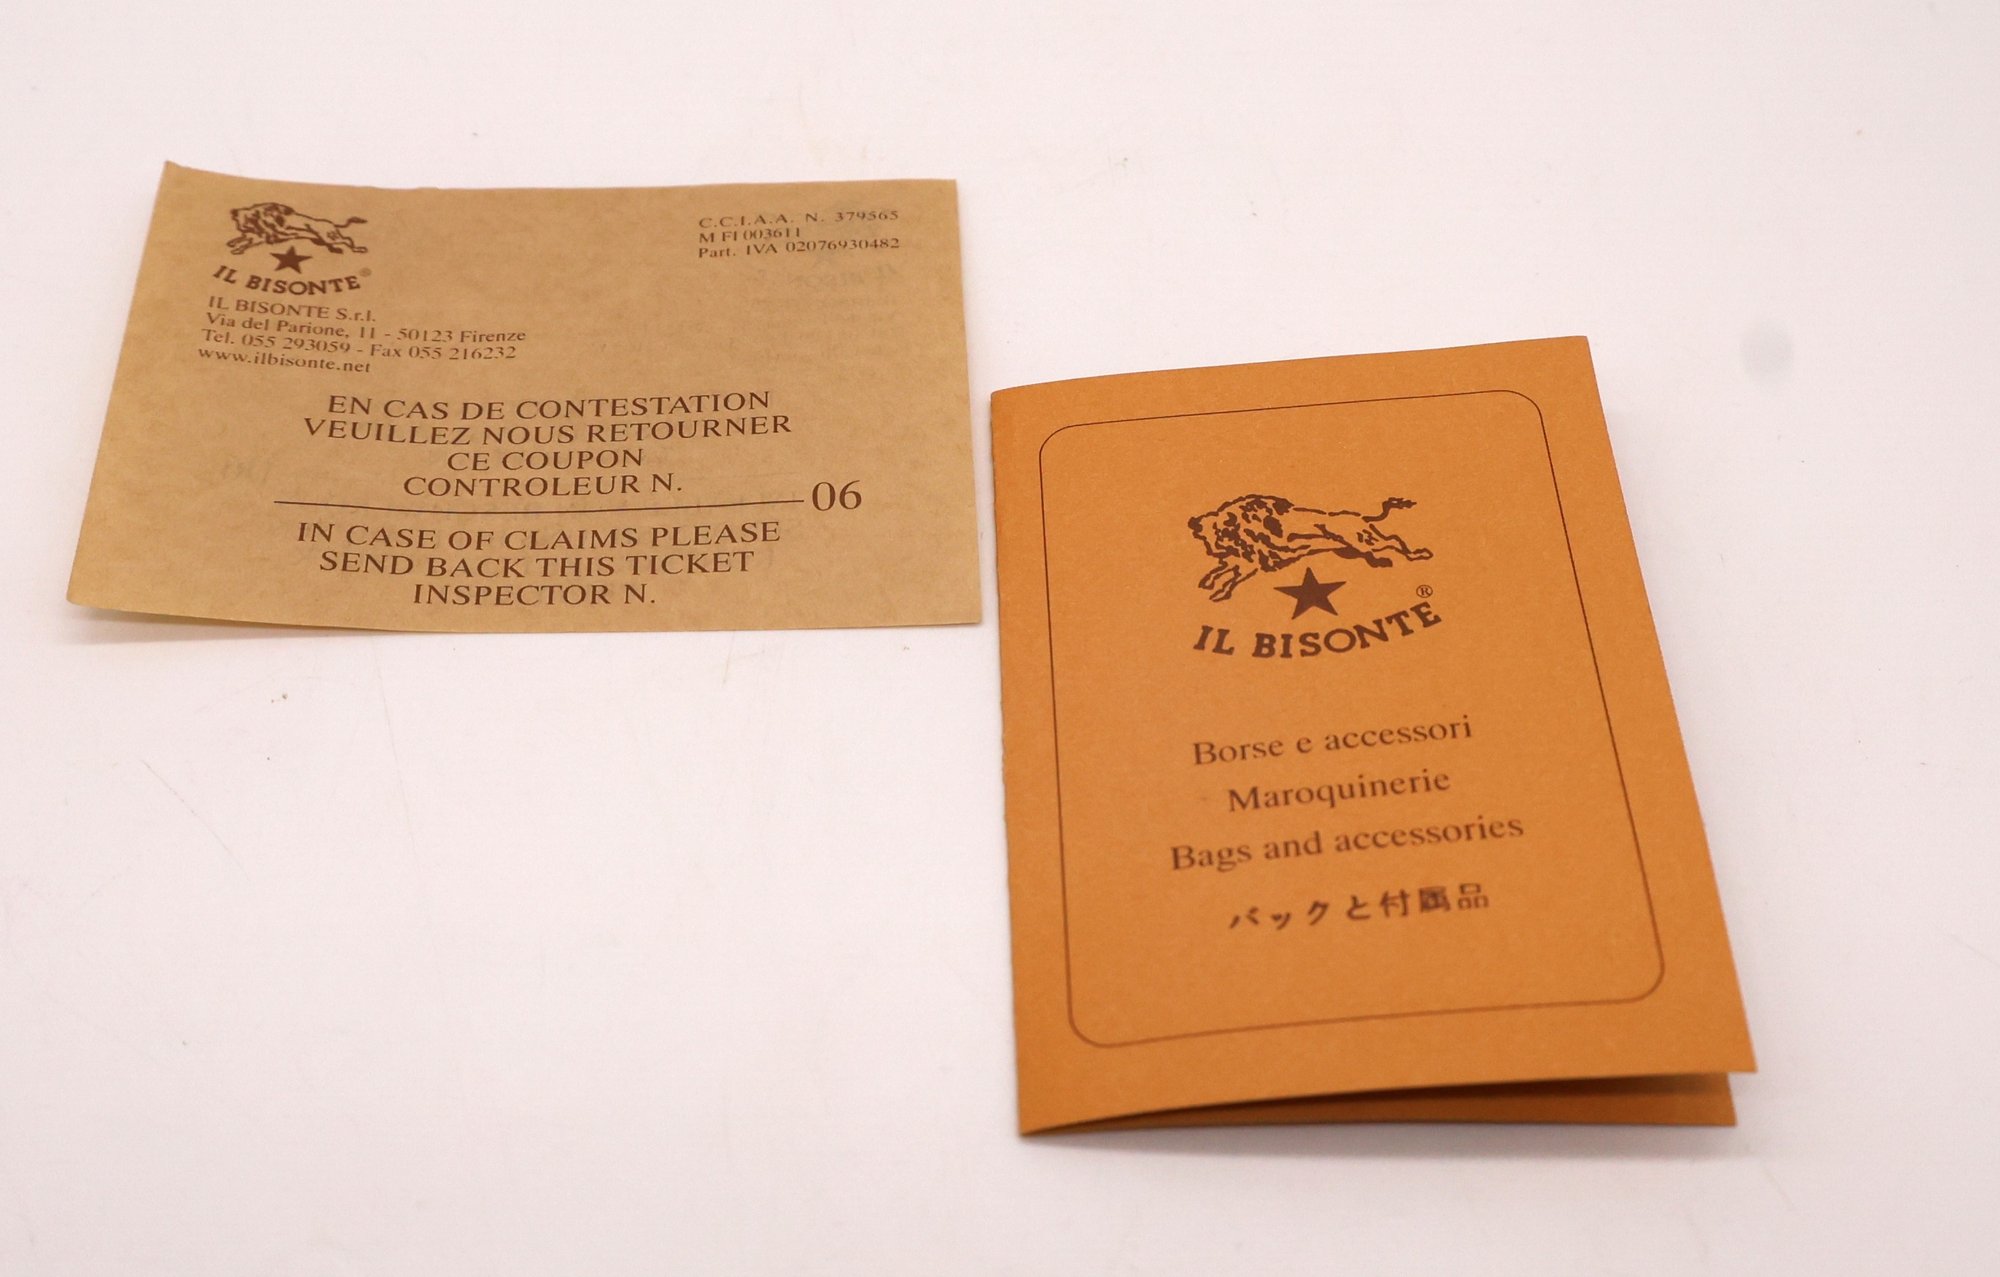 IL BISONTE®
IL BISONTE S.r.l.
Via del Parione, 11 - 50123 Firenze
Tel. 055 293059 - Fax 055 216232
www.ilbisonte.net
C.C.I.A.A. N. 379565
M FI 003611
Part. IVA 02076930482
EN CAS DE CONTESTATION
VEUILLEZ NOUS RETOURNER
CE COUPON
CONTROLEUR N.
06
IN CASE OF CLAIMS PLEASE
SEND BACK THIS TICKET
INSPECTOR N.
IL BISONTE®
Borse e accessori
Maroquinerie
Bags and accessories
バックと付属品